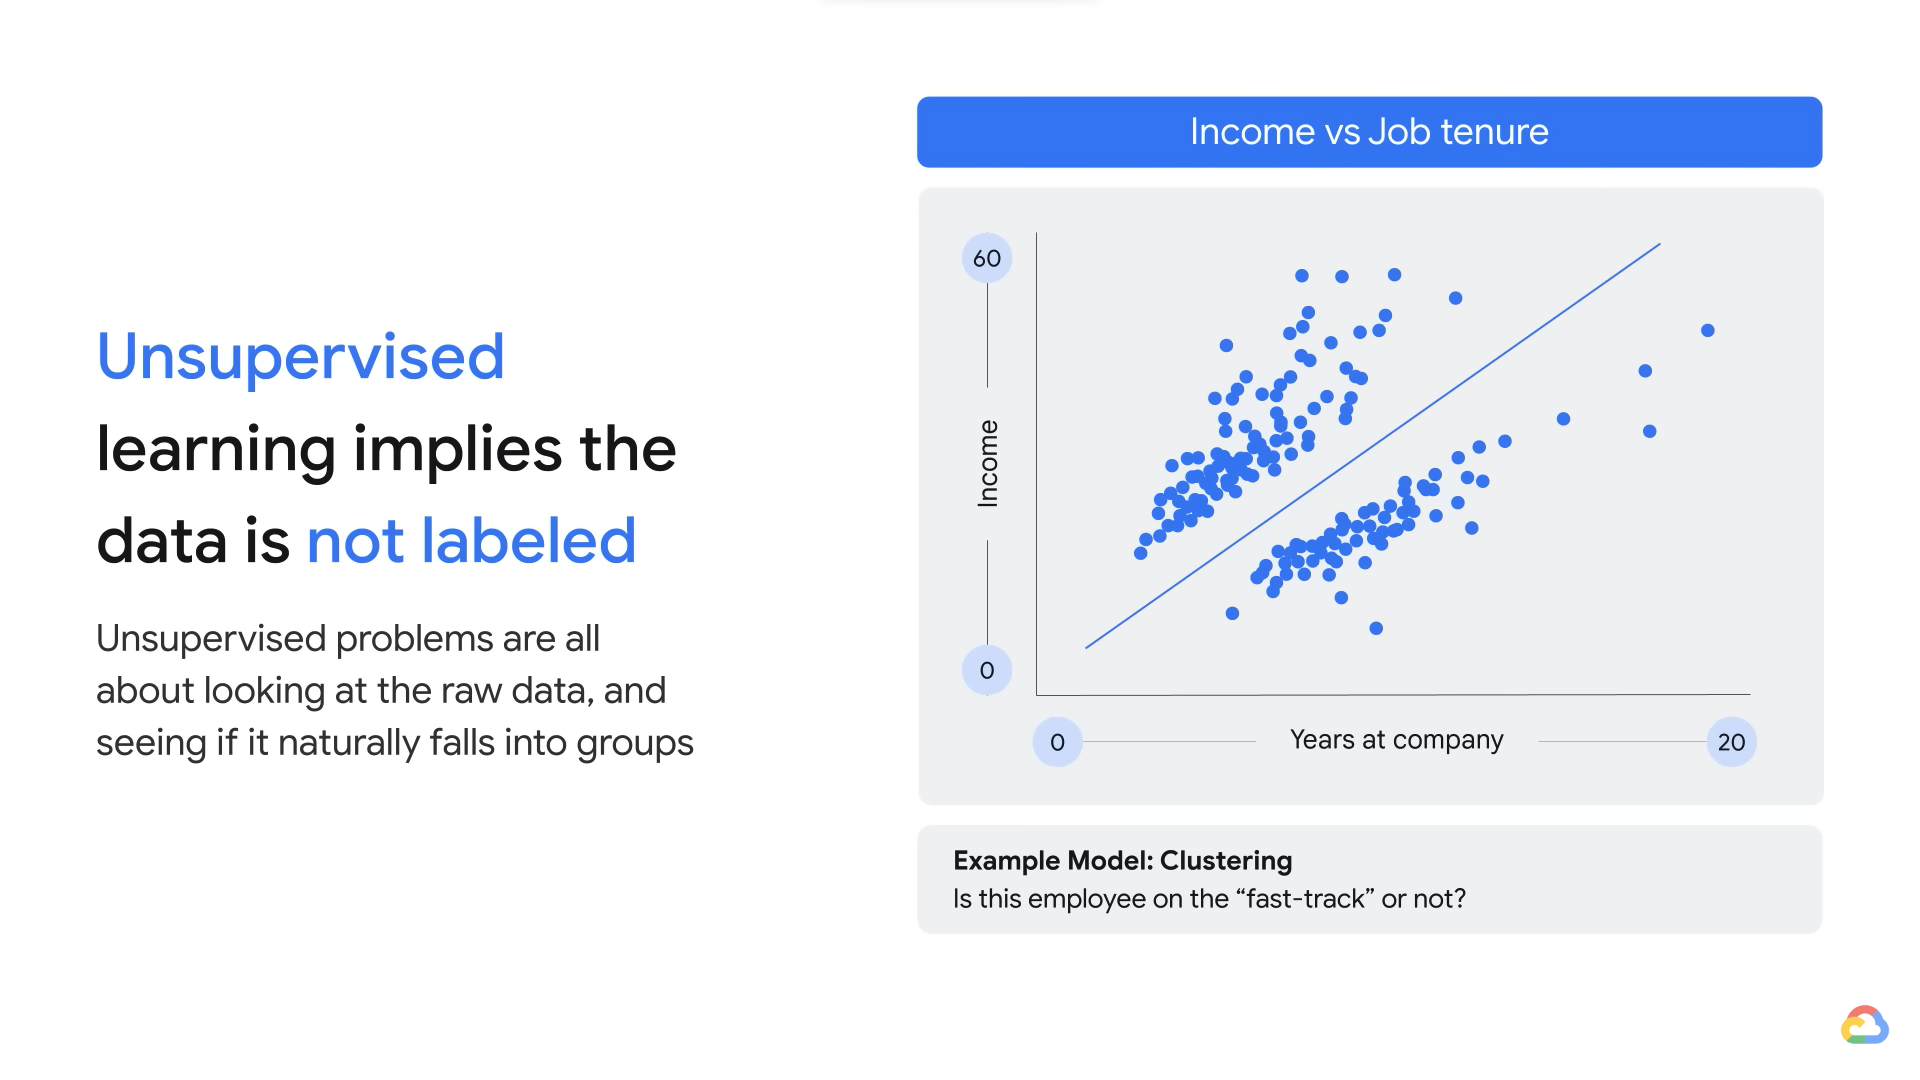 Unsupervised
learning implies the
data is not labeled
Unsupervised problems are all
about looking at the raw data, and
seeing if it naturally falls into groups
Income vs Job tenure
60
Income
0
0
Years at company
20
Example Model: Clustering
Is this employee on the “fast-track” or not?